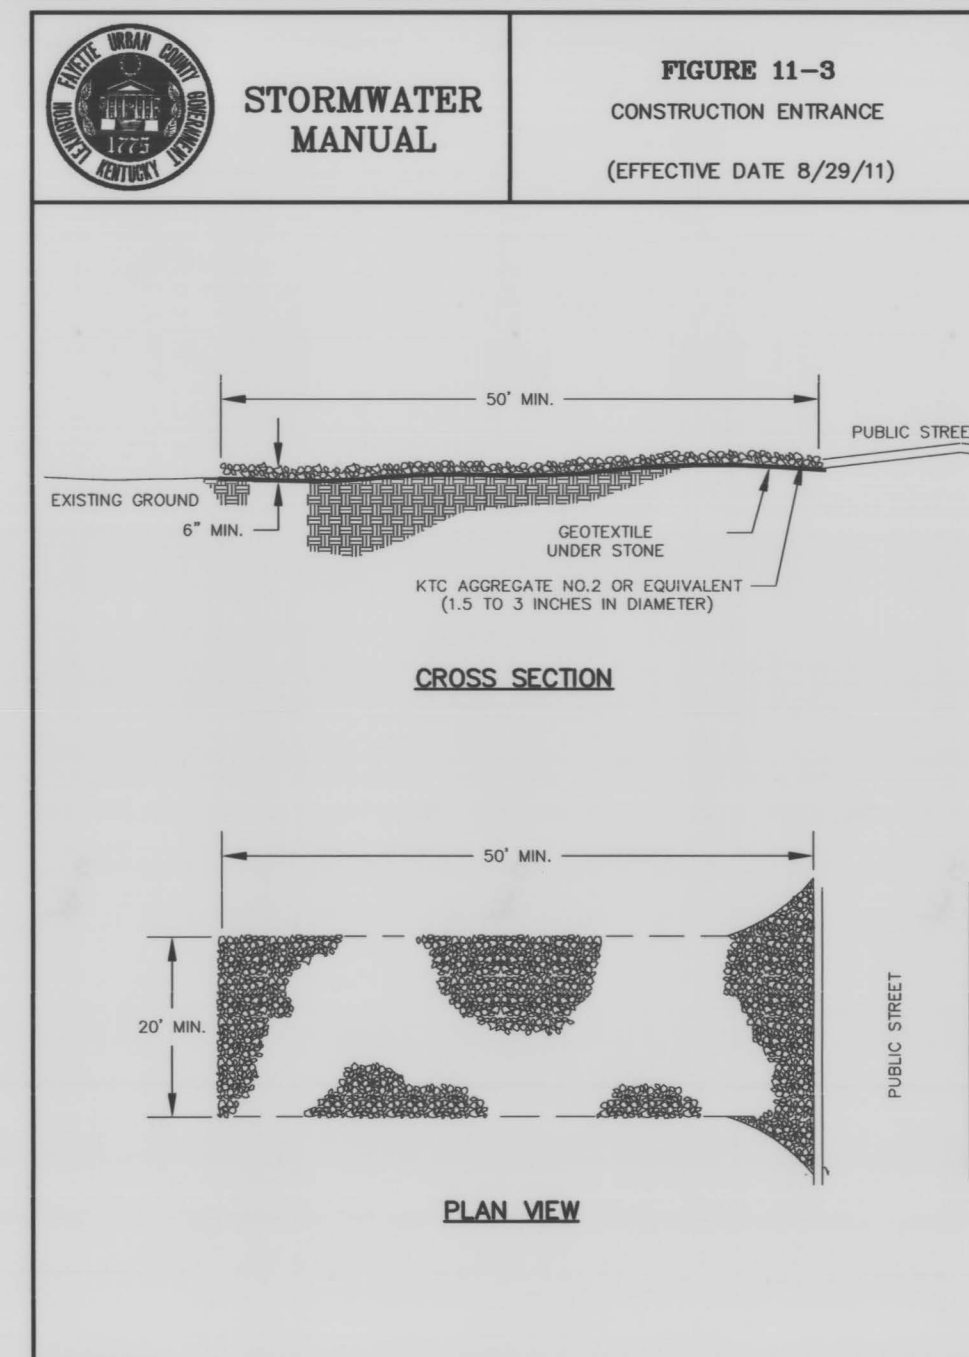 LEXINGTON FAYETTE URBAN COUNTY GOVERNMENT
1775
KENTUCKY
STORMWATER
MANUAL
FIGURE 11-3
CONSTRUCTION ENTRANCE
(EFFECTIVE DATE 8/29/11)
50' MIN.
PUBLIC STREE
EXISTING GROUND
6" MIN.
GEOTEXTILE
UNDER STONE
KTC AGGREGATE NO.2 OR EQUIVALENT
(1.5 TO 3 INCHES IN DIAMETER)
CROSS SECTION
50' MIN.
20' MIN.
PUBLIC STREET
PLAN VIEW